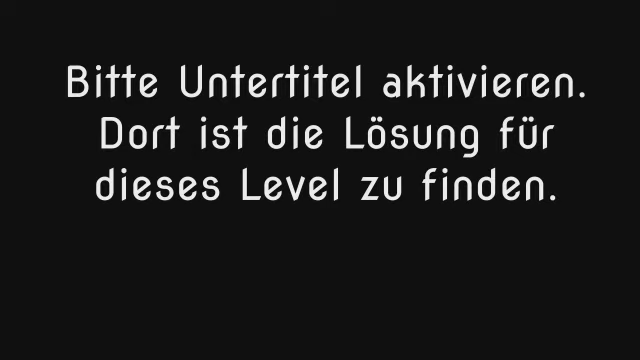 Bitte Untertitel aktivieren.
Dort ist die Lösung für
dieses Level zu finden.